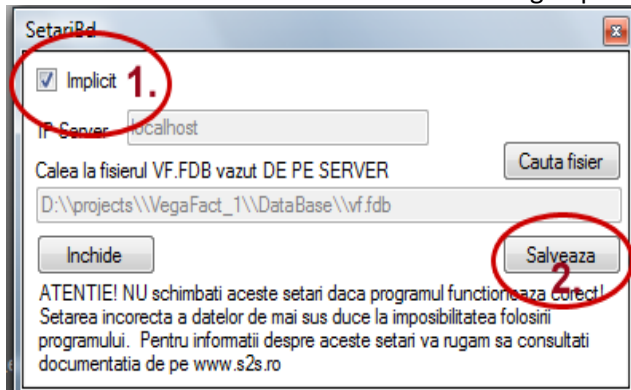 SetariBd
Implicit 1.
IP Server localhost
Calea la fisierul VF.FDB vazut DE PE SERVER
Cauta fisier
D:\\projects\\VegaFact_1\\DataBase\\vf.fdb
Inchide
Salveaza
2.
ATENTIE! NU schimbati aceste setari daca programul functioneaza corect!
Setarea incorecta a datelor de mai sus duce la imposibilitatea folosirii
programului. Pentru informatii despre aceste setari va rugam sa consultati
documentatia de pe www.s2s.ro